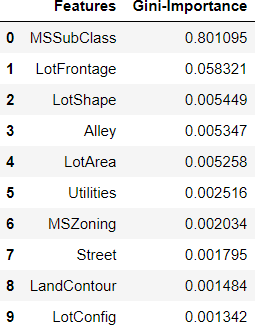 Features Gini-Importance
0 MSSubClass 0.801095
1 LotFrontage 0.058321
2 LotShape 0.005449
3 Alley 0.005347
4 LotArea 0.005258
5 Utilities 0.002516
6 MSZoning 0.002034
7 Street 0.001795
8 LandContour 0.001484
9 LotConfig 0.001342